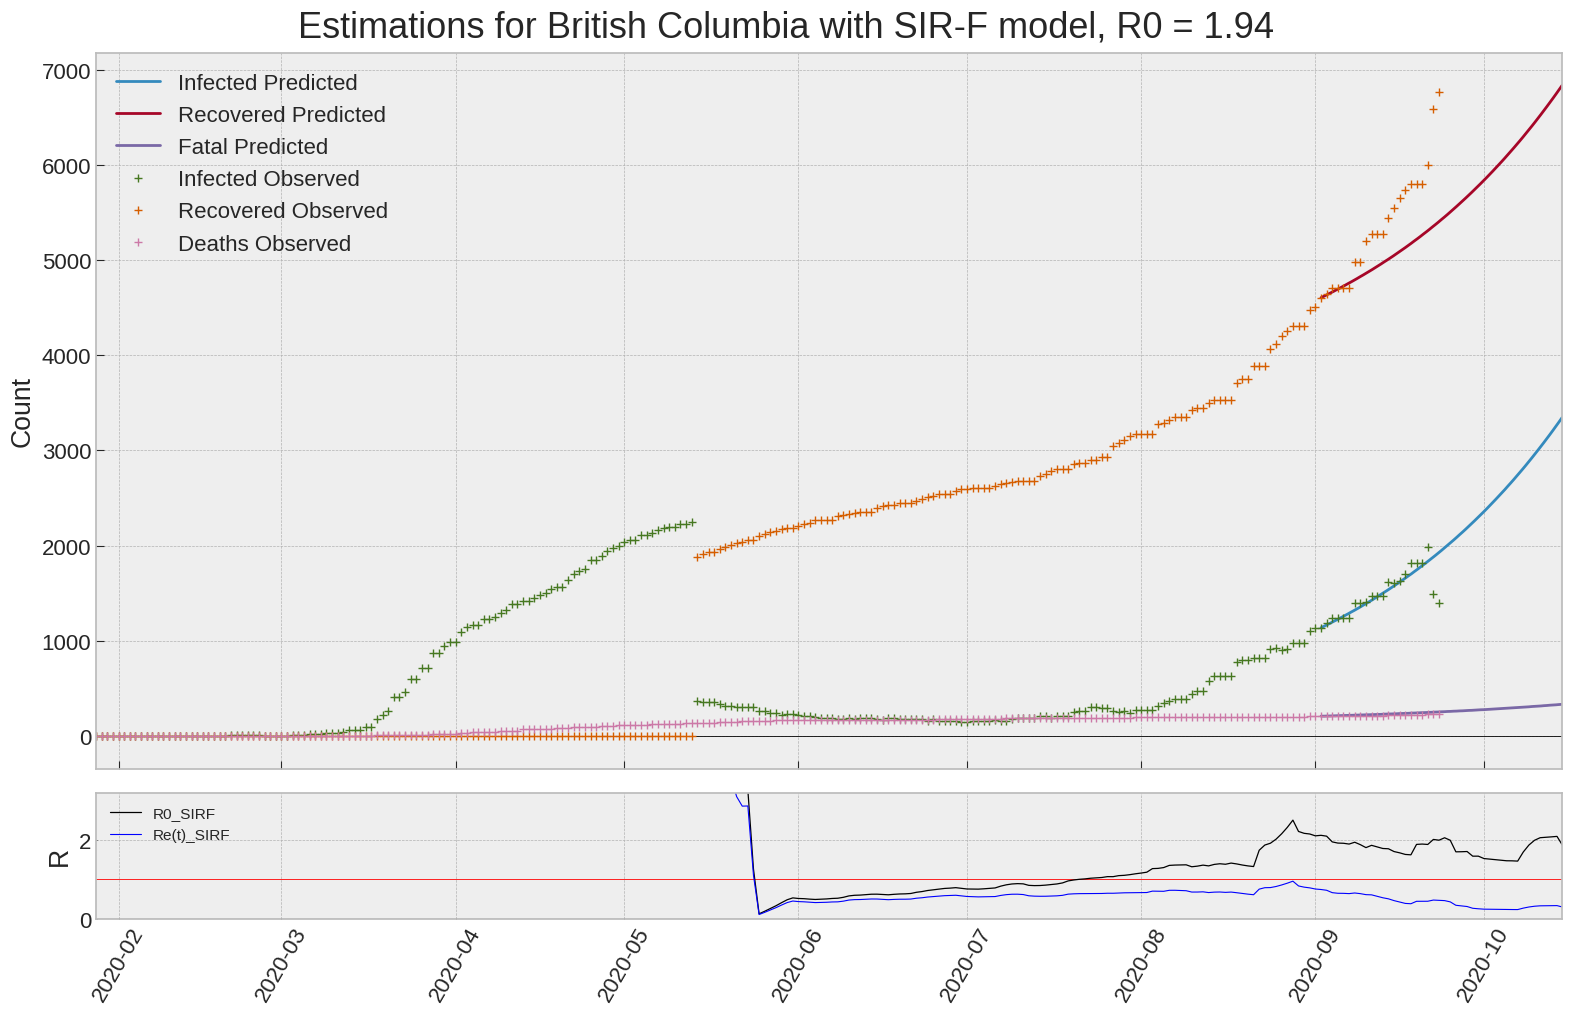 Estimations for British Columbia with SIR-F model, R0 = 1.94
7000
6000
5000
4000
3000
2000
1000
0
Count
Infected Predicted
Recovered Predicted
Fatal Predicted
Infected Observed
Recovered Observed
Deaths Observed
2
0
R
R0_SIRF
Re(t)_SIRF
2020-02
2020-03
2020-04
2020-05
2020-06
2020-07
2020-08
2020-09
2020-10